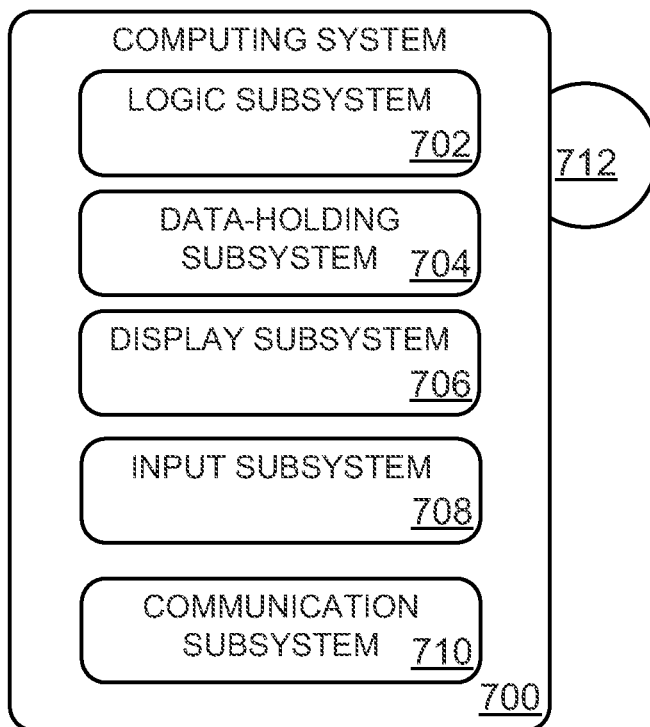 COMPUTING SYSTEM
LOGIC SUBSYSTEM
702
712
DATA-HOLDING
SUBSYSTEM 704
DISPLAY SUBSYSTEM
706
INPUT SUBSYSTEM
708
COMMUNICATION
SUBSYSTEM 710
700